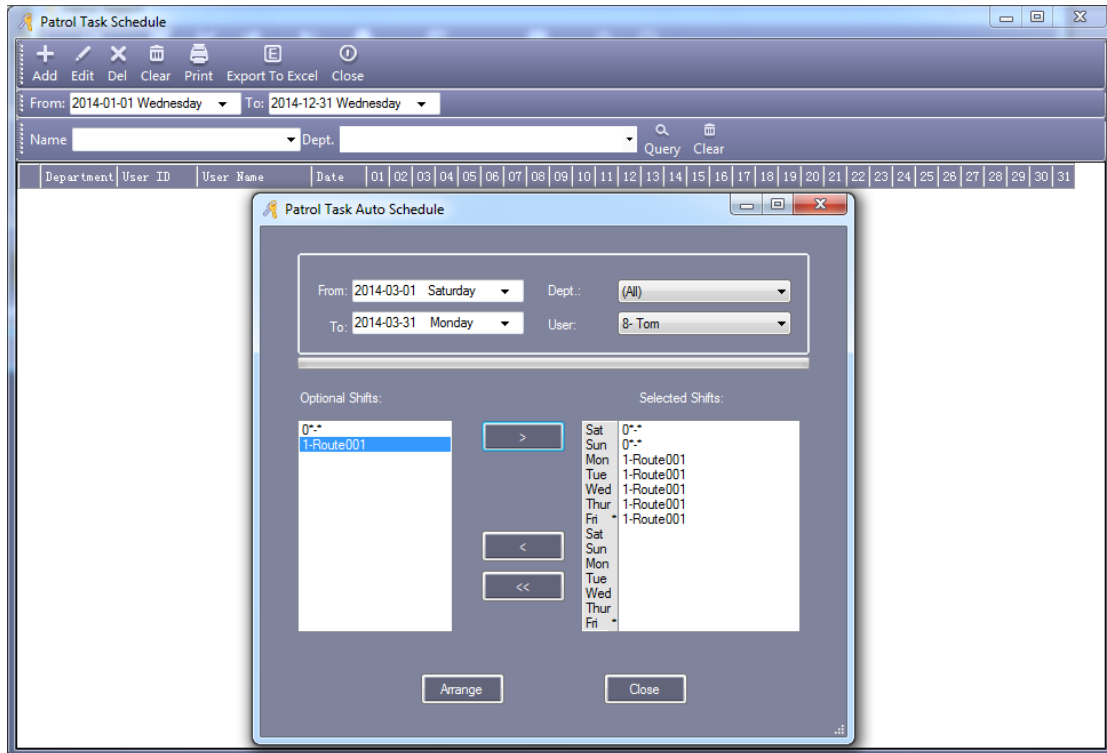 Patrol Task Schedule
Add Edit Del Clear Print Export To Excel Close
From: 2014-01-01 Wednesday To: 2014-12-31 Wednesday
Name Dept. Query Clear
Department User ID User Name Date 01 02 03 04 05 06 07 08 09 10 11 12 13 14 15 16 17 18 19 20 21 22 23 24 25 26 27 28 29 30 31
Patrol Task Auto Schedule
From: 2014-03-01 Saturday Dept.: (All)
To: 2014-03-31 Monday User: 8- Tom
Optional Shifts: Selected Shifts:
0*-*
1-Route001
>
<
<<
Sat 0*-*
Sun 0*-*
Mon 1-Route001
Tue 1-Route001
Wed 1-Route001
Thur 1-Route001
Fri 1-Route001
Sat
Sun
Mon
Tue
Wed
Thur
Fri
Arrange Close